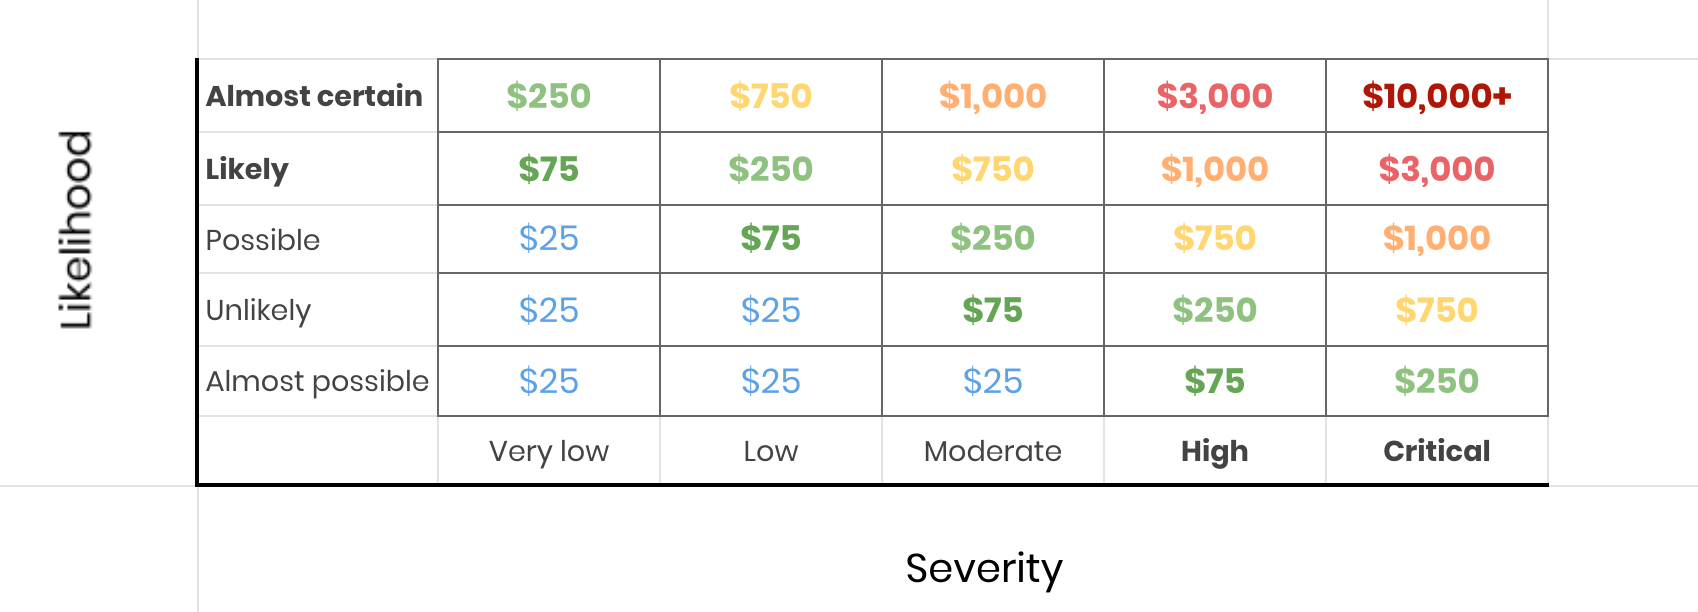 Likelihood
Almost certain $250 $750 $1,000 $3,000 $10,000+
Likely $75 $250 $750 $1,000 $3,000
Possible $25 $75 $250 $750 $1,000
Unlikely $25 $25 $75 $250 $750
Almost possible $25 $25 $25 $75 $250
Very low Low Moderate High Critical
Severity